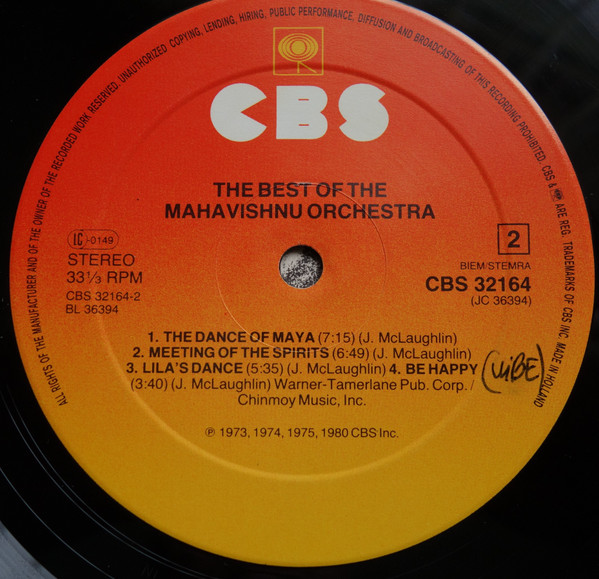 ALL RIGHTS OF THE MANUFACTURER AND OF THE OWNER OF THE RECORDED WORK RESERVED. UNAUTHORIZED COPYING, LENDING, HIRING, PUBLIC PERFORMANCE, DIFFUSION AND BROADCASTING OF THIS RECORDING PROHIBITED. CBS & ARE REG. TRADEMARKS OF CBS INC. MADE IN HOLLAND
CBS
THE BEST OF THE
MAHAVISHNU ORCHESTRA
LC-0149
STEREO
33⅓ RPM
CBS 32164-2
BL 36394
2
BIEM/STEMRA
CBS 32164
(JC 36394)
1. THE DANCE OF MAYA (7:15) (J. McLaughlin)
2. MEETING OF THE SPIRITS (6:49) (J. McLaughlin)
3. LILA'S DANCE (5:35) (J. McLaughlin) 4. BE HAPPY
(3:40) (J. McLaughlin) Warner-Tamerlane Pub. Corp. /
Chinmoy Music, Inc.
(ViBE)
℗ 1973, 1974, 1975, 1980 CBS Inc.